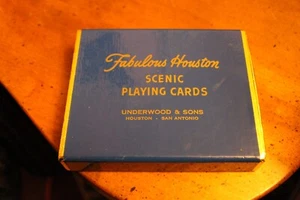 Fabulous Houston
SCENIC
PLAYING CARDS
UNDERWOOD & SONS
HOUSTON · SAN ANTONIO